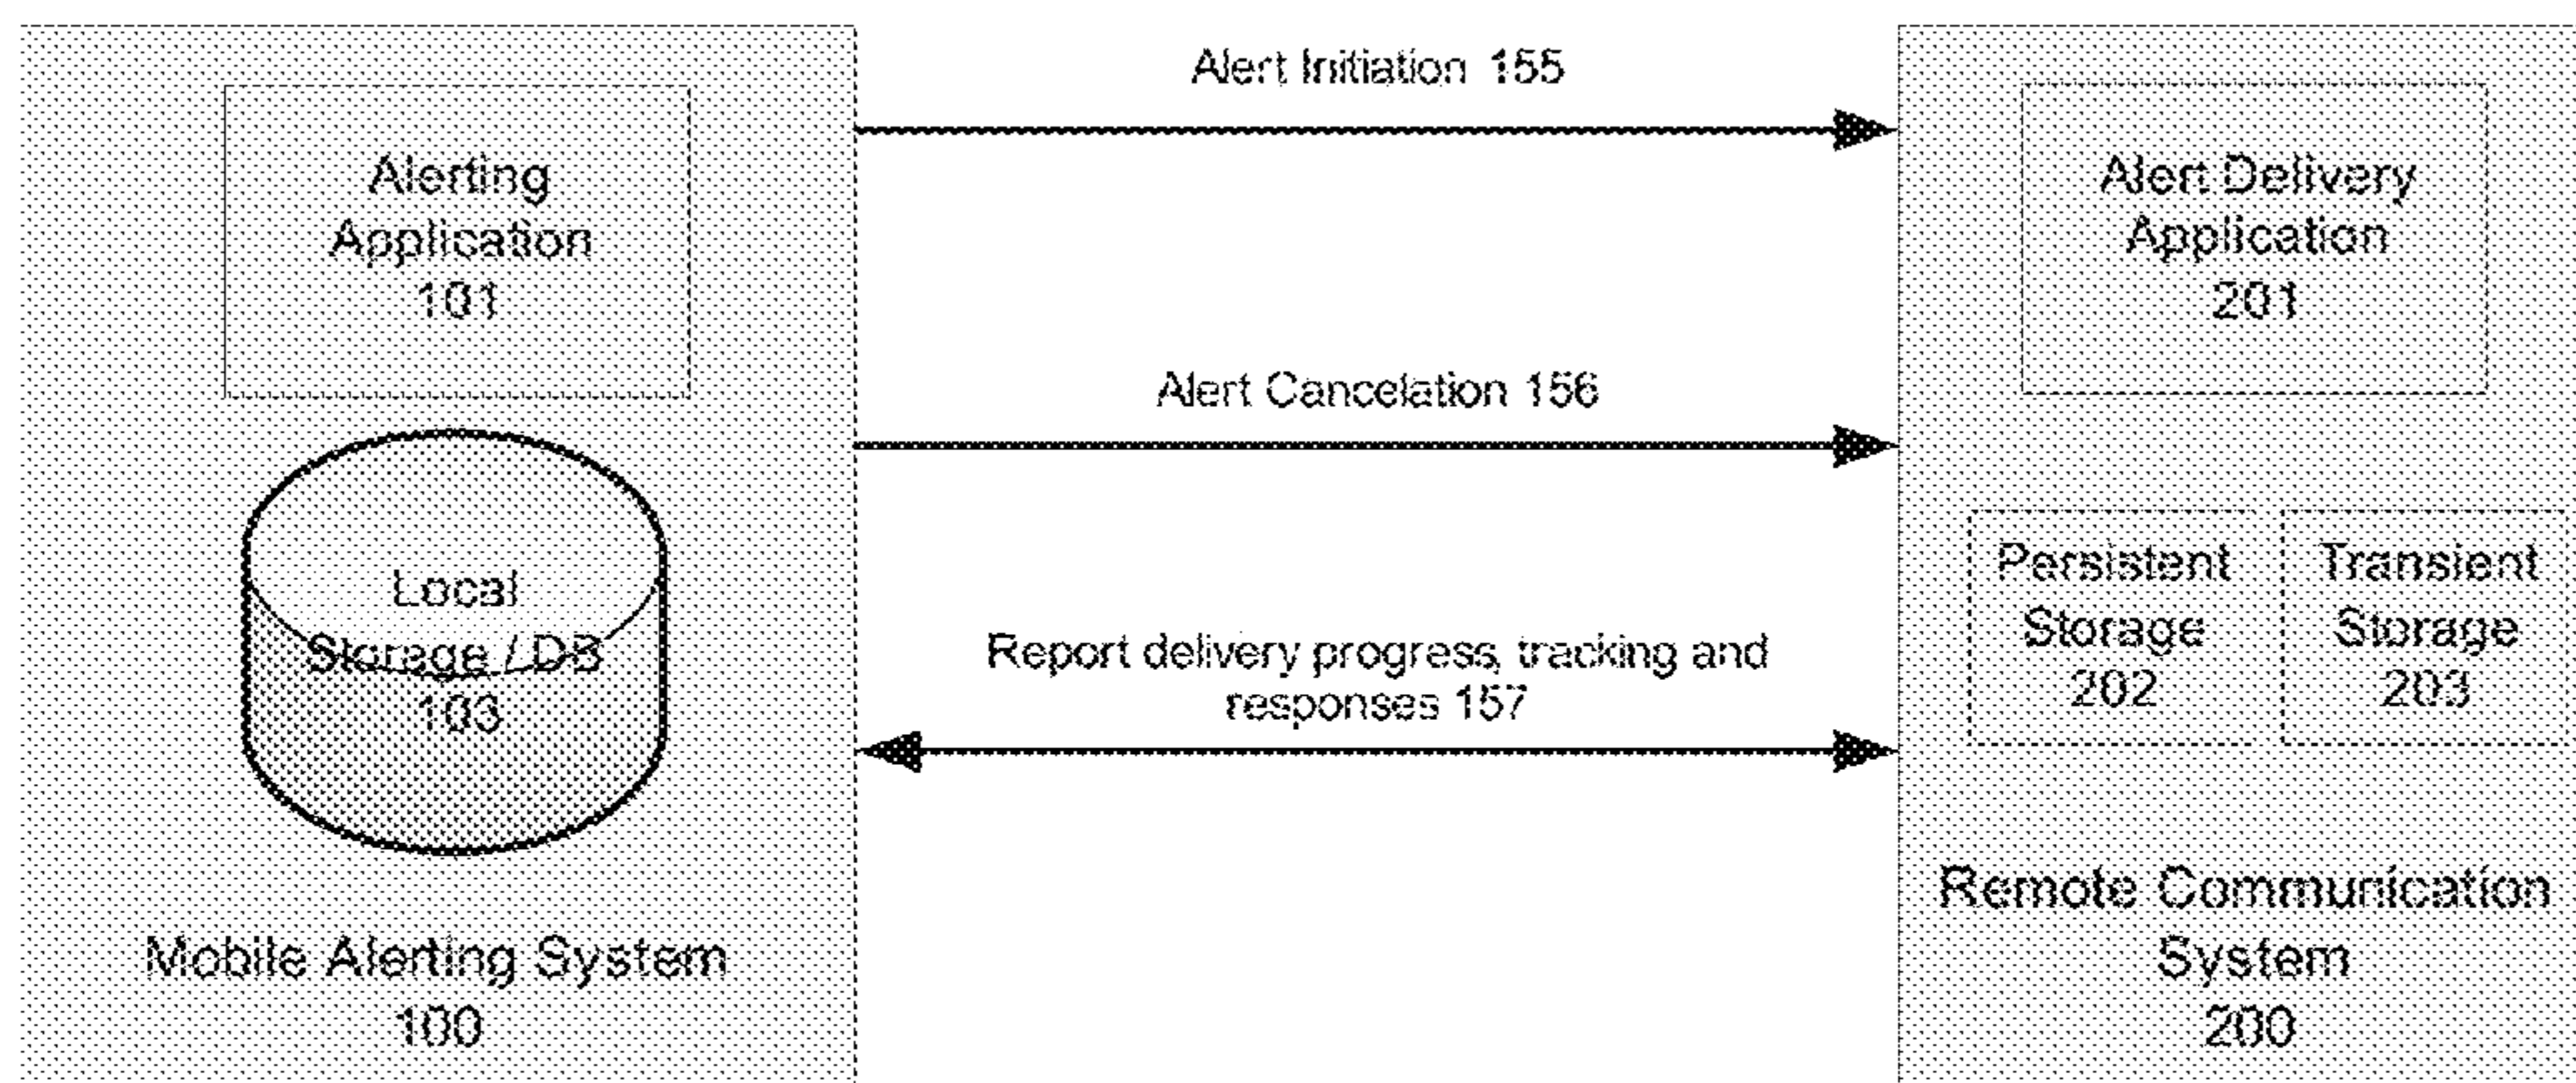 Alert Initiation 155
Alerting
Application
101
Alert Delivery
Application
201
Alert Cancelation 156
Local
Storage / DB
103
Persistent
Storage
202
Transient
Storage
203
Report delivery progress, tracking and
responses 157
Mobile Alerting System
100
Remote Communication
System
200